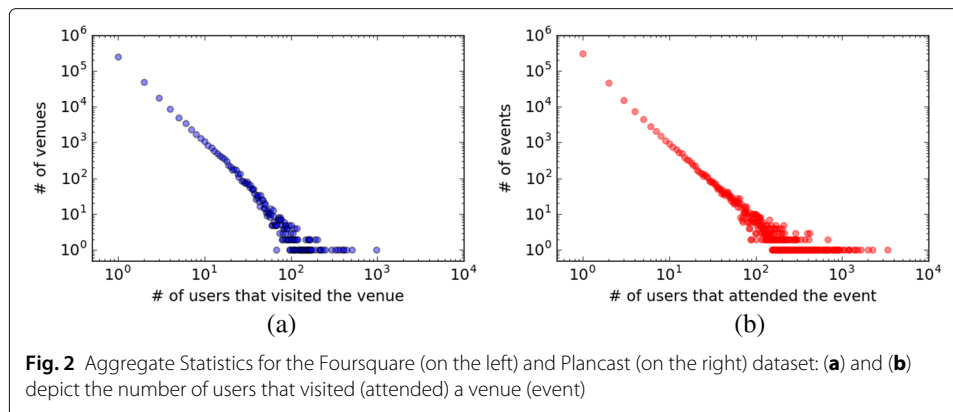 10^6
10^5
10^4
10^3
10^2
10^1
10^0
# of venues
10^0 10^1 10^2 10^3 10^4
# of users that visited the venue
(a)
10^6
10^5
10^4
10^3
10^2
10^1
10^0
# of events
10^0 10^1 10^2 10^3 10^4
# of users that attended the event
(b)
Fig. 2 Aggregate Statistics for the Foursquare (on the left) and Plancast (on the right) dataset: (a) and (b)
depict the number of users that visited (attended) a venue (event)